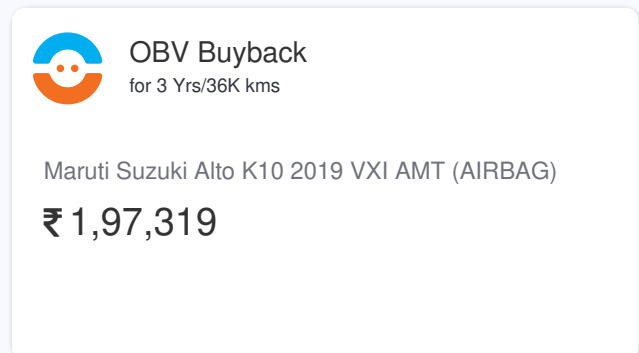 OBV Buyback
for 3 Yrs/36K kms
Maruti Suzuki Alto K10 2019 VXI AMT (AIRBAG)
₹ 1,97,319